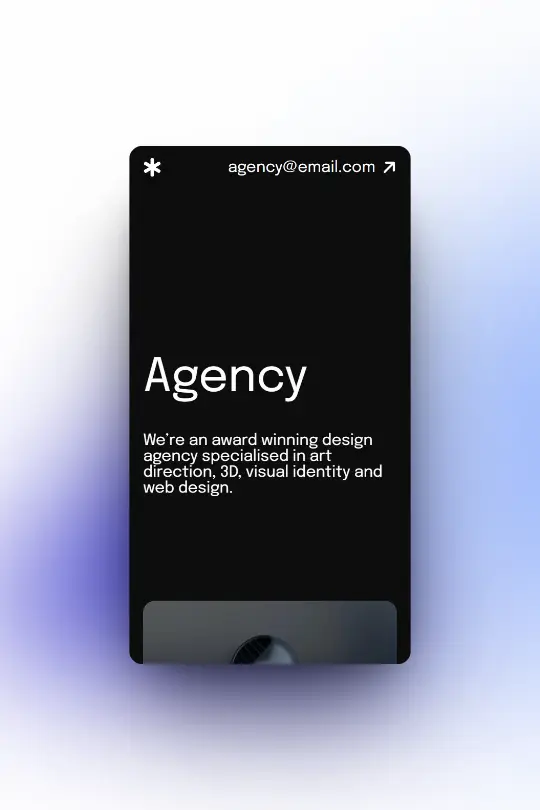 agency@email.com
Agency
We're an award winning design
agency specialised in art
direction, 3D, visual identity and
web design.